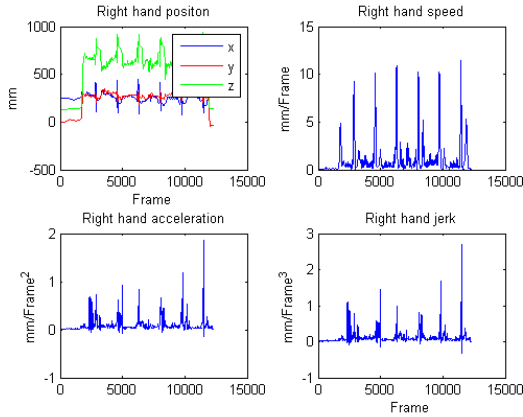 Right hand positon
1000
500
0
-500
mm
x
y
z
0
5000
10000
15000
Frame
Right hand speed
15
10
5
0
mm/Frame
0
5000
10000
15000
Right hand acceleration
2
1
0
-1
mm/Frame2
0
5000
10000
15000
Right hand jerk
3
2
1
0
-1
mm/Frame3
0
5000
10000
15000
Frame